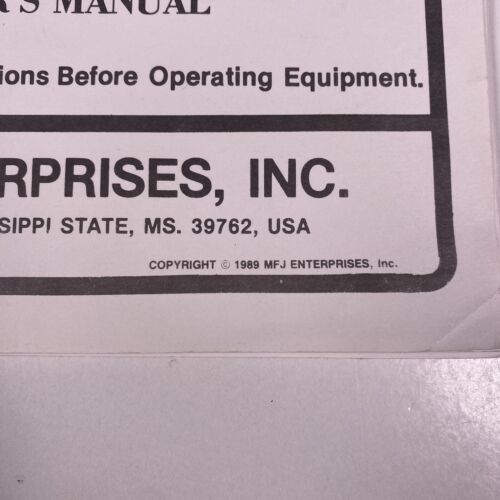 R'S MANUAL
ions Before Operating Equipment.
RPRISES, INC.
SIPPI STATE, MS. 39762, USA
COPYRIGHT © 1989 MFJ ENTERPRISES, Inc.